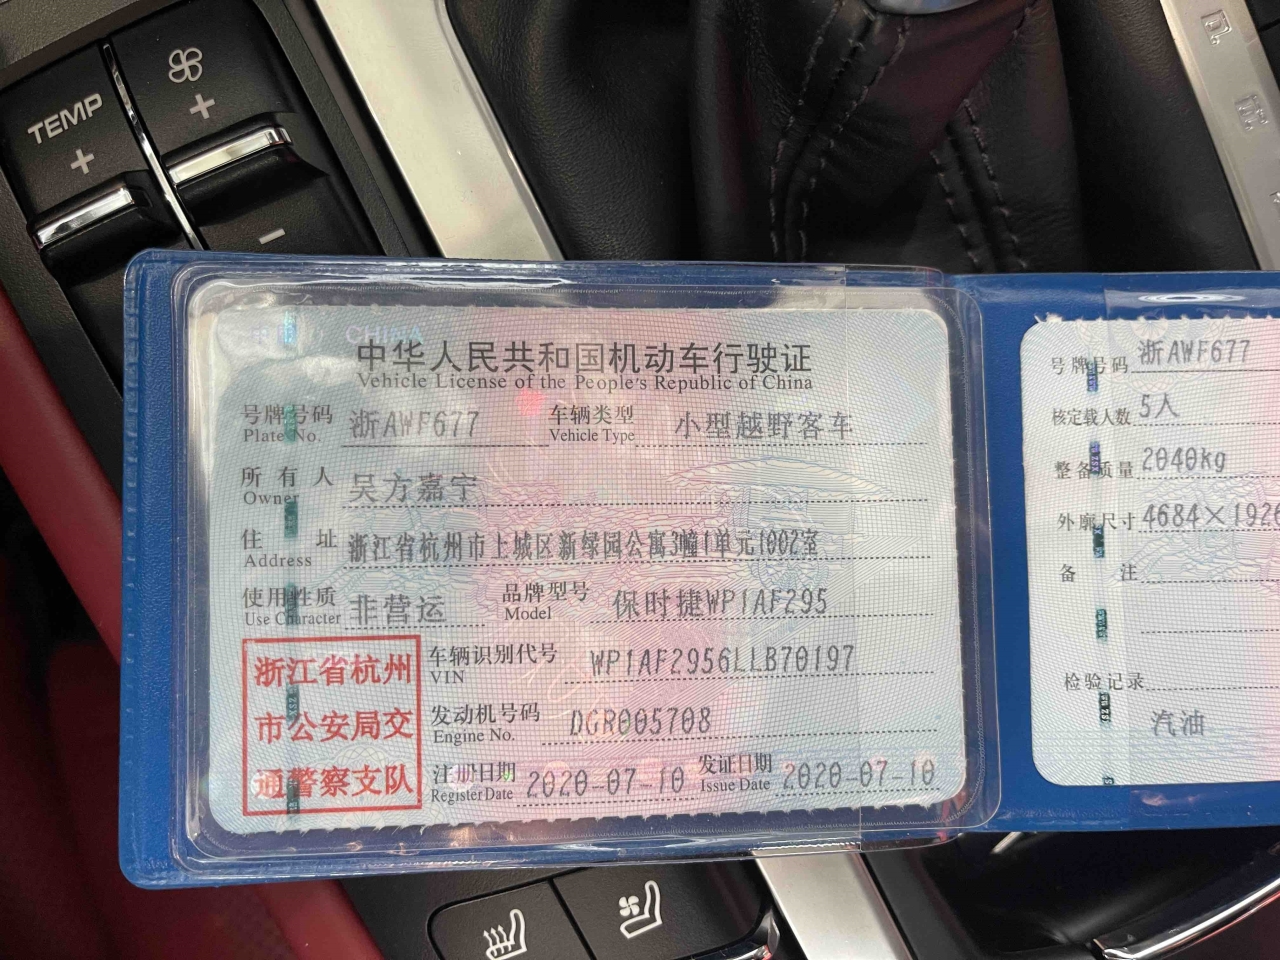 TEMP
+
+
-
CHINA
中华人民共和国机动车行驶证
Vehicle License of the People's Republic of China
号牌号码 浙AWF677 车辆类型 小型越野客车
Plate No. Vehicle Type
所有人 吴方嘉宁
Owner
住址 浙江省杭州市上城区新绿园公寓3幢1单元1002室
Address
使用性质 非营运 品牌型号 保时捷WP1AF295
Use Character Model
浙江省杭州
市公安局交
通警察支队
车辆识别代号 WP1AF2956LLB70197
VIN
发动机号码 DGR005708
Engine No.
注册日期 2020-07-10 发证日期 2020-07-10
Register Date Issue Date
号牌号码 浙AWF677
核定载人数 5人
整备质量 2040kg
外廓尺寸 4684×192
备注
检验记录
汽油